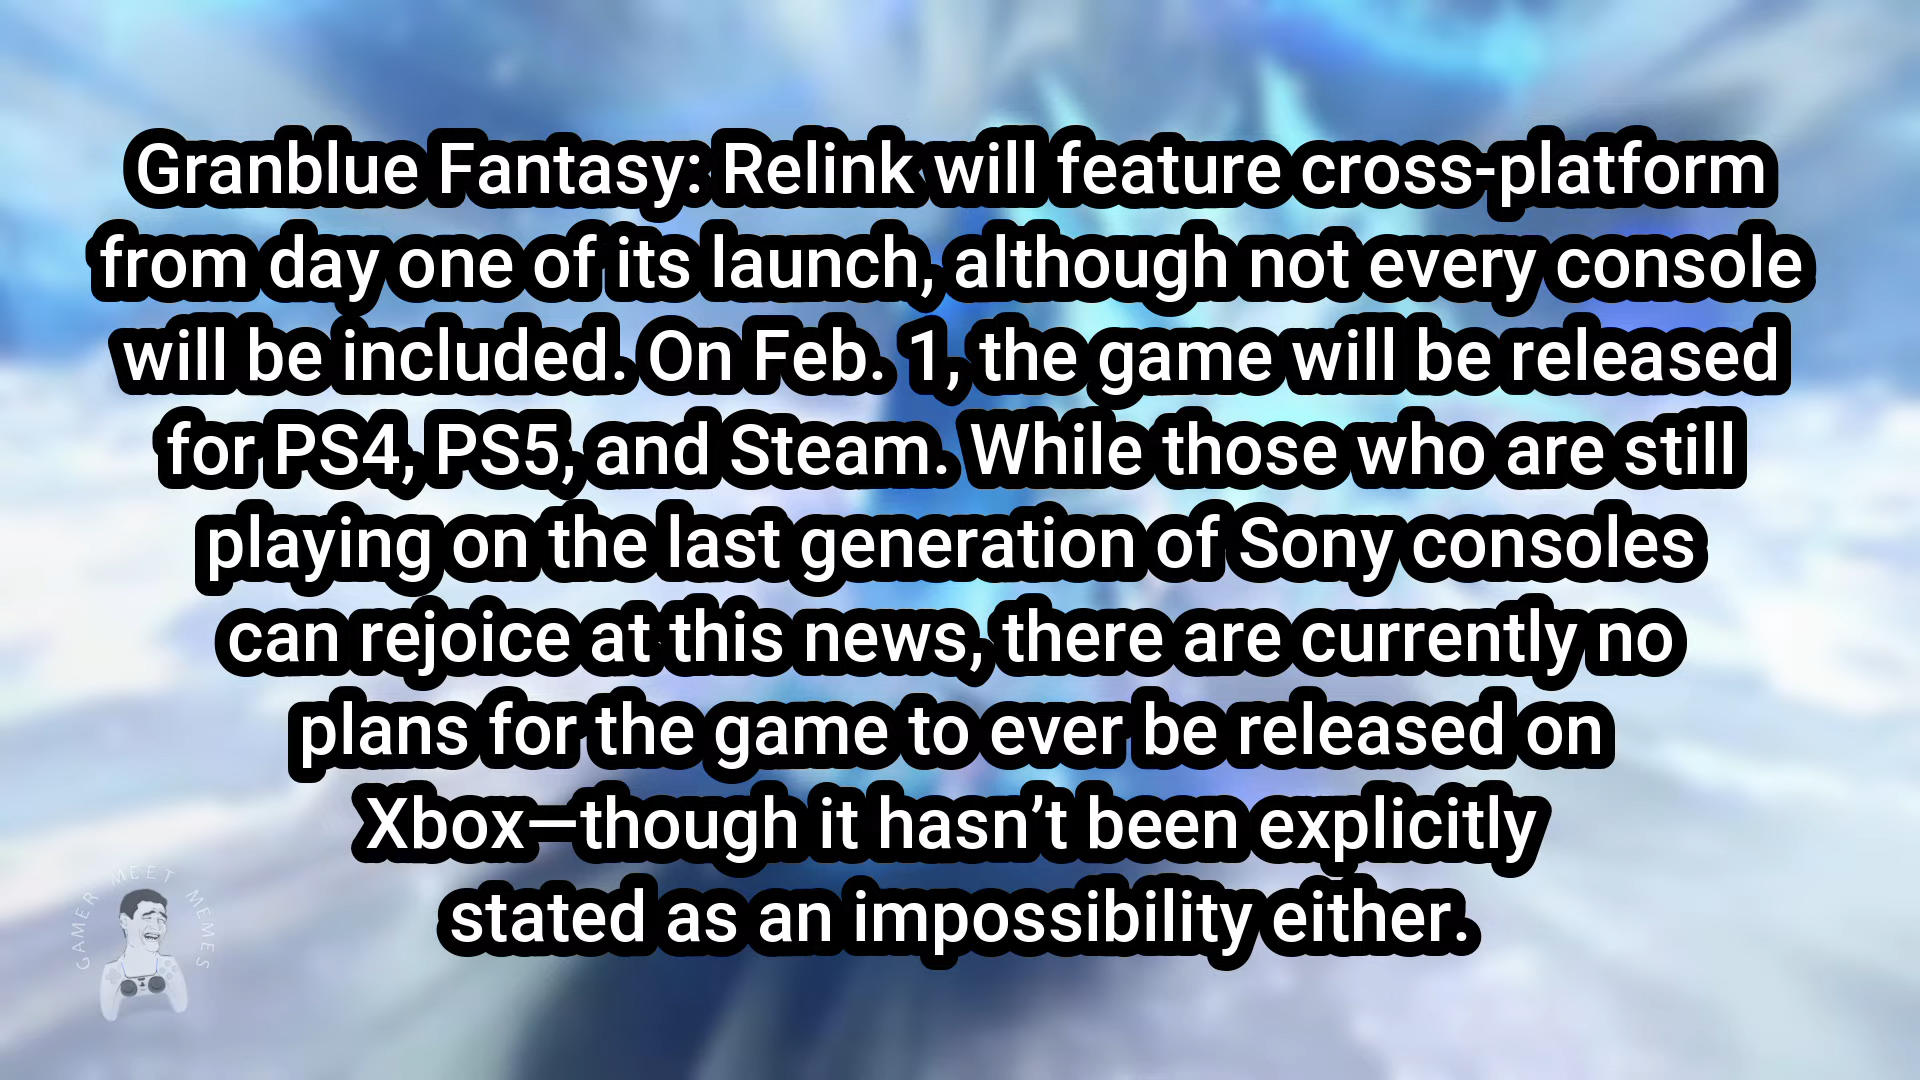 Granblue Fantasy: Relink will feature cross-platform
from day one of its launch, although not every console
will be included. On Feb. 1, the game will be released
for PS4, PS5, and Steam. While those who are still
playing on the last generation of Sony consoles
can rejoice at this news, there are currently no
plans for the game to ever be released on
Xbox—though it hasn’t been explicitly
stated as an impossibility either.
GAMER MEET MEMES